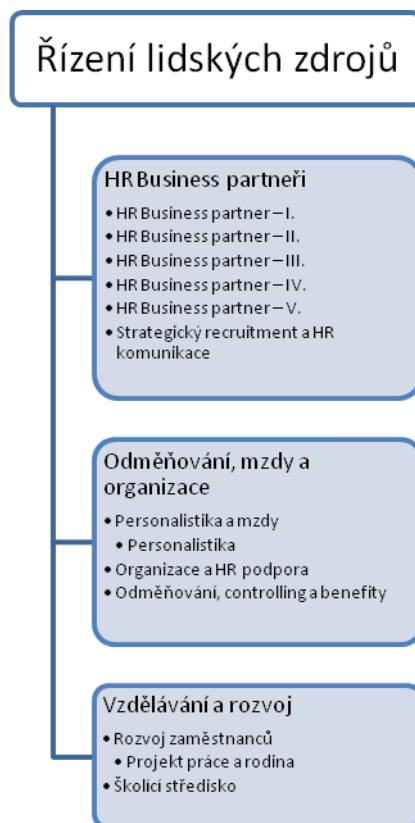 Řízení lidských zdrojů
HR Business partneři
• HR Business partner – I.
• HR Business partner – II.
• HR Business partner – III.
• HR Business partner – IV.
• HR Business partner – V.
• Strategický recruitment a HR
komunikace
Odměňování, mzdy a
organizace
• Personalistika a mzdy
• Personalistika
• Organizace a HR podpora
• Odměňování, controlling a benefity
Vzdělávání a rozvoj
• Rozvoj zaměstnanců
• Projekt práce a rodina
• Školící středisko